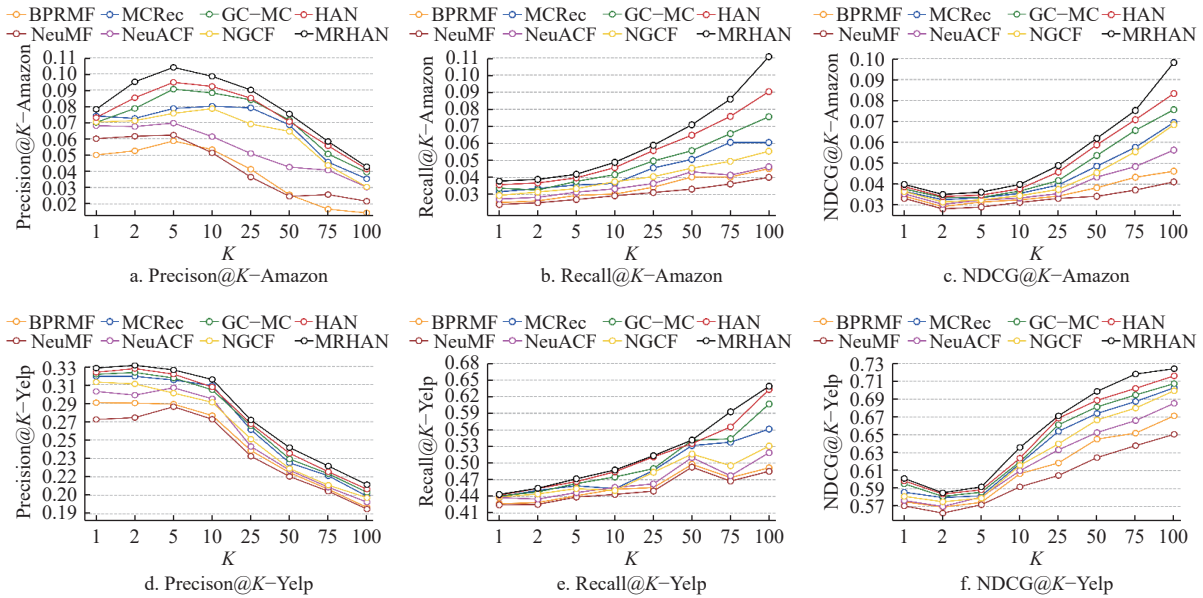 BPRMF MCRec GC−MC HAN
NeuMF NeuACF NGCF MRHAN
Precision@K−Amazon
0.11
0.10
0.09
0.08
0.07
0.06
0.05
0.04
0.03
0.02
1 2 5 10 25 50 75 100
K
a. Precison@K−Amazon
BPRMF MCRec GC−MC HAN
NeuMF NeuACF NGCF MRHAN
Recall@K−Amazon
0.11
0.10
0.09
0.08
0.07
0.06
0.05
0.04
0.03
1 2 5 10 25 50 75 100
K
b. Recall@K−Amazon
BPRMF MCRec GC−MC HAN
NeuMF NeuACF NGCF MRHAN
NDCG@K−Amazon
0.10
0.09
0.08
0.07
0.06
0.05
0.04
0.03
1 2 5 10 25 50 75 100
K
c. NDCG@K−Amazon
BPRMF MCRec GC−MC HAN
NeuMF NeuACF NGCF MRHAN
Precision@K−Yelp
0.33
0.31
0.29
0.27
0.25
0.23
0.22
0.20
0.19
1 2 5 10 25 50 75 100
K
d. Precison@K−Yelp
BPRMF MCRec GC−MC HAN
NeuMF NeuACF NGCF MRHAN
Recall@K−Yelp
0.68
0.65
0.62
0.59
0.56
0.53
0.50
0.47
0.44
0.41
1 2 5 10 25 50 75 100
K
e. Recall@K−Yelp
BPRMF MCRec GC−MC HAN
NeuMF NeuACF NGCF MRHAN
NDCG@K−Yelp
0.73
0.71
0.69
0.67
0.65
0.63
0.61
0.59
0.57
1 2 5 10 25 50 75 100
K
f. NDCG@K−Yelp